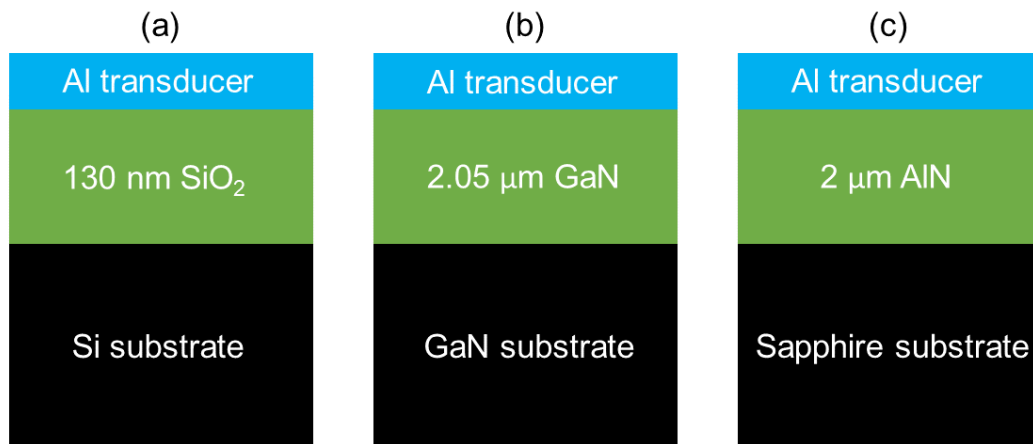 (a)
(b)
(c)
Al transducer
Al transducer
Al transducer
130 nm SiO₂
2.05 µm GaN
2 µm AlN
Si substrate
GaN substrate
Sapphire substrate